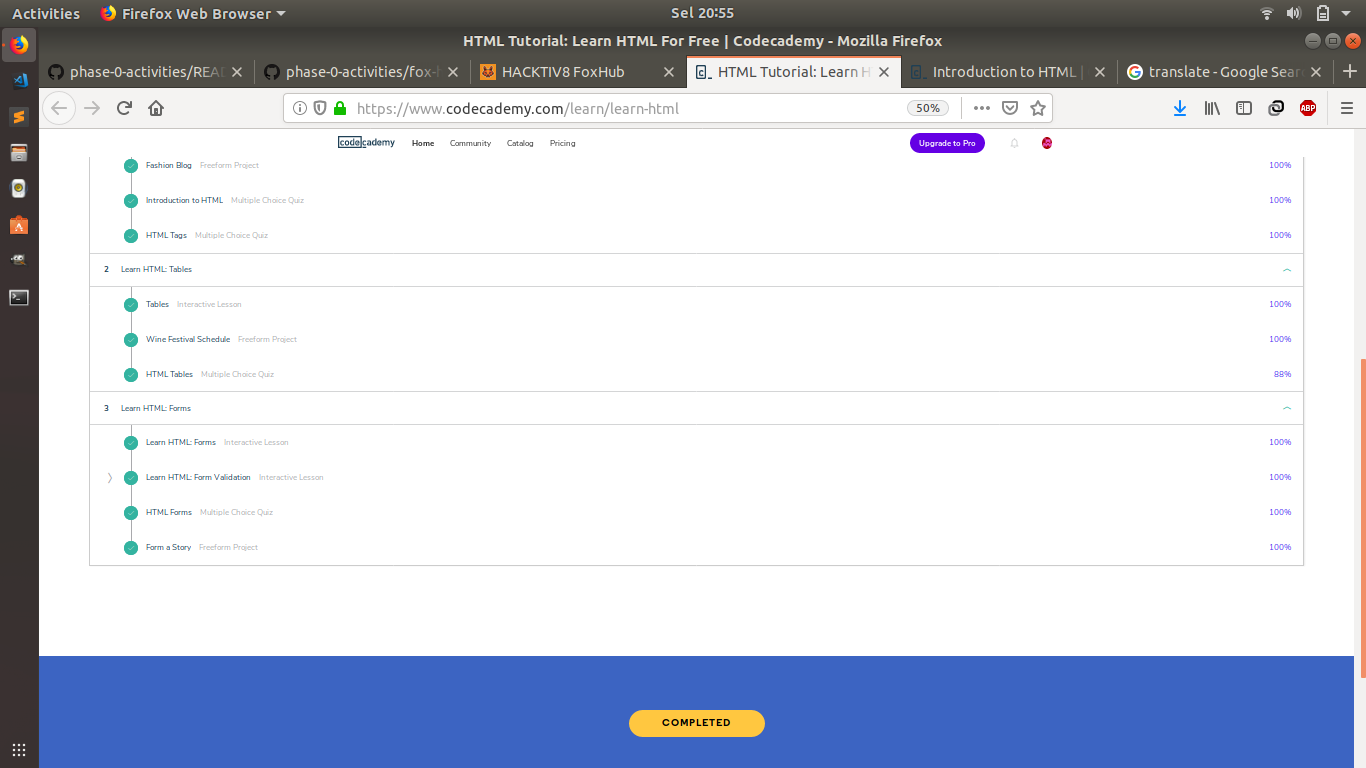 Activities Firefox Web Browser Sel 20:55
HTML Tutorial: Learn HTML For Free | Codecademy - Mozilla Firefox
phase-0-activities/READ phase-0-activities/fox-h HACKTIV8 FoxHub HTML Tutorial: Learn H Introduction to HTML | translate - Google Sear
https://www.codecademy.com/learn/learn-html 50% ABP
codecademy Home Community Catalog Pricing Upgrade to Pro
Fashion Blog Freeform Project 100%
Introduction to HTML Multiple Choice Quiz 100%
HTML Tags Multiple Choice Quiz 100%
2 Learn HTML: Tables
Tables Interactive Lesson 100%
Wine Festival Schedule Freeform Project 100%
HTML Tables Multiple Choice Quiz 88%
3 Learn HTML: Forms
Learn HTML: Forms Interactive Lesson 100%
Learn HTML: Form Validation Interactive Lesson 100%
HTML Forms Multiple Choice Quiz 100%
Form a Story Freeform Project 100%
COMPLETED